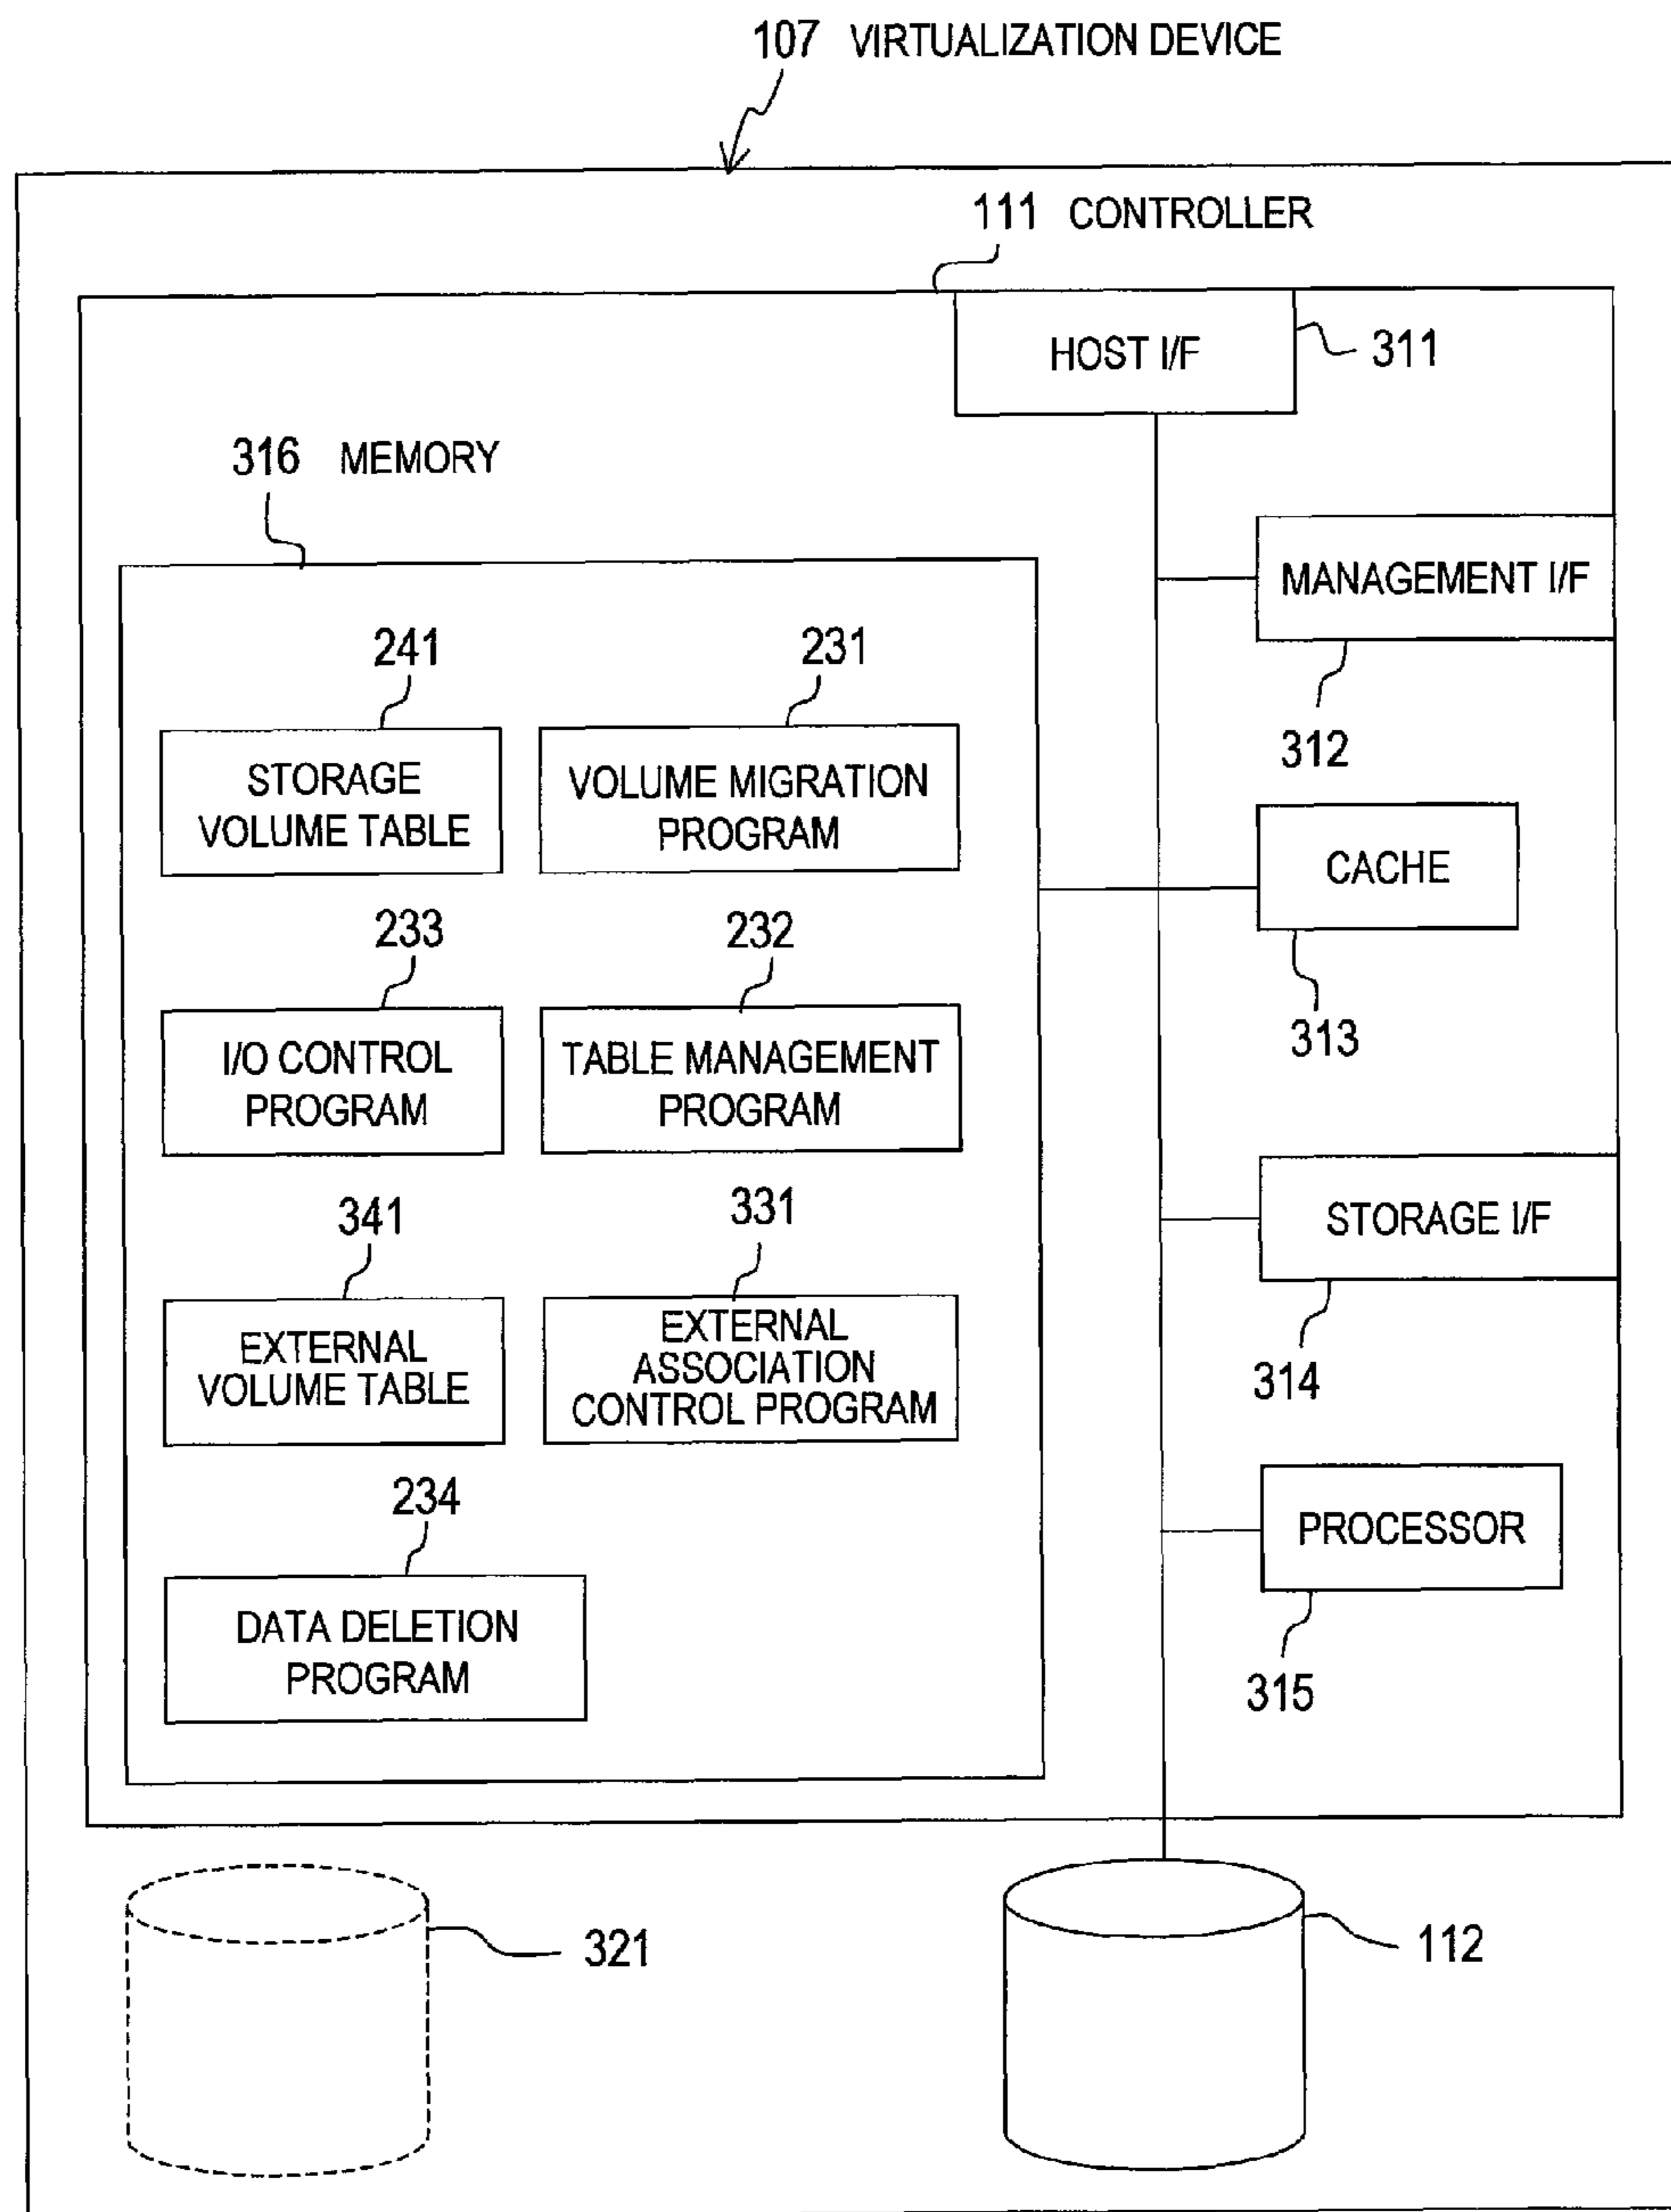 107 VIRTUALIZATION DEVICE
111 CONTROLLER
HOST I/F
311
316 MEMORY
MANAGEMENT I/F
312
241
231
STORAGE
VOLUME TABLE
VOLUME MIGRATION
PROGRAM
CACHE
313
233
232
I/O CONTROL
PROGRAM
TABLE MANAGEMENT
PROGRAM
STORAGE I/F
314
341
331
EXTERNAL
VOLUME TABLE
EXTERNAL
ASSOCIATION
CONTROL PROGRAM
PROCESSOR
315
234
DATA DELETION
PROGRAM
321
112